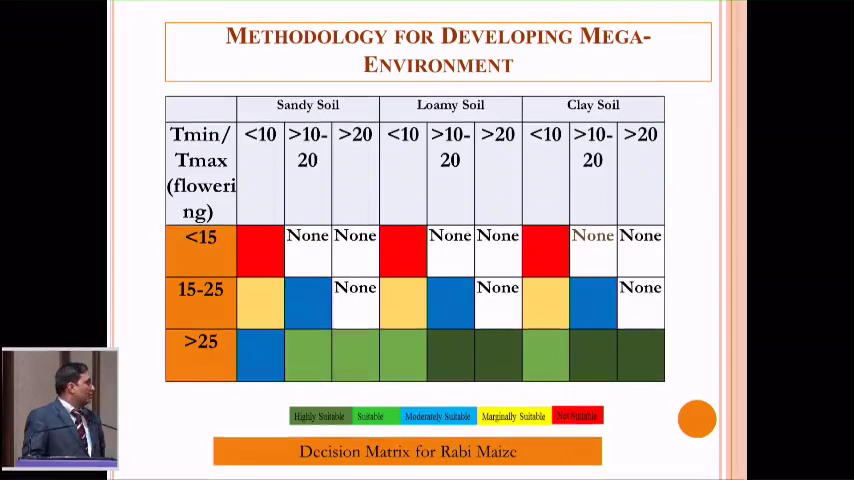 METHODOLOGY FOR DEVELOPING MEGA-
ENVIRONMENT
Sandy Soil Loamy Soil Clay Soil
Tmin/
Tmax
(floweri
ng)
<10 >10-
20 >20 <10 >10-
20 >20 <10 >10-
20 >20
<15 None None None None None None
15-25 None None None
>25
Highly Suitable Suitable Moderately Suitable Marginally Suitable Not Suitable
Decision Matrix for Rabi Maize